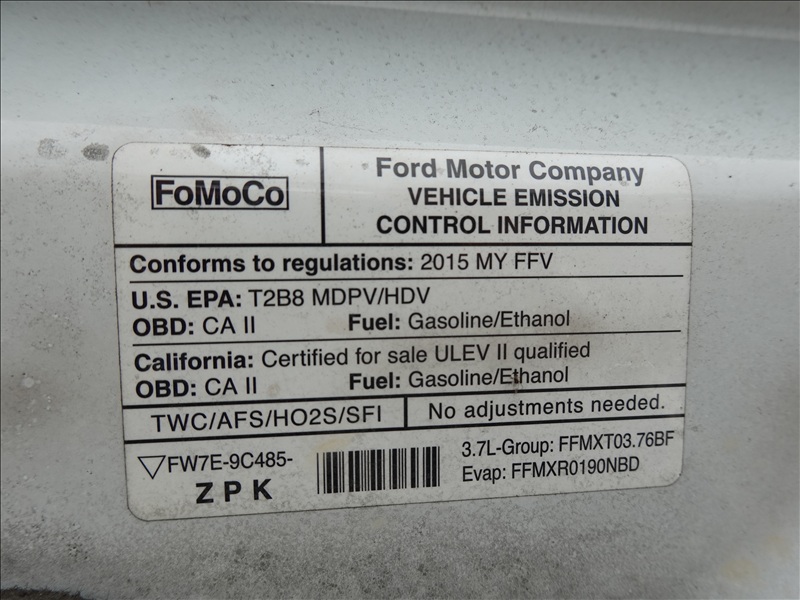 FoMoCo
Ford Motor Company
VEHICLE EMISSION
CONTROL INFORMATION
Conforms to regulations: 2015 MY FFV
U.S. EPA: T2B8 MDPV/HDV
OBD: CA II Fuel: Gasoline/Ethanol
California: Certified for sale ULEV II qualified
OBD: CA II Fuel: Gasoline/Ethanol
TWC/AFS/HO2S/SFI No adjustments needed.
FW7E-9C485-
Z P K
3.7L-Group: FFMXT03.76BF
Evap: FFMXR0190NBD